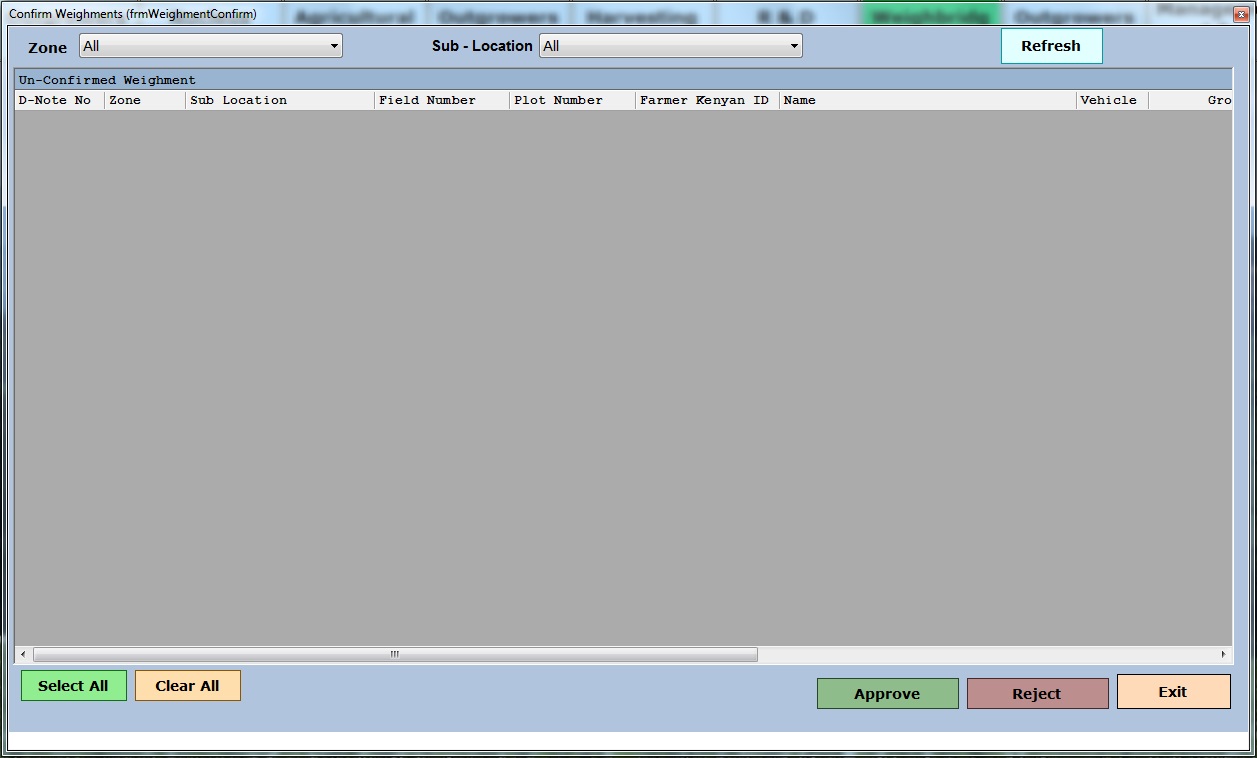 Confirm Weighments (frmWeighmentConfirm)
Agricultural Outgrowers Harvesting R & D Weighbridg Outgrowers Manage
Zone All Sub - Location All Refresh
Un-Confirmed Weighment
D-Note No Zone Sub Location Field Number Plot Number Farmer Kenyan ID Name Vehicle Gro
Select All Clear All Approve Reject Exit